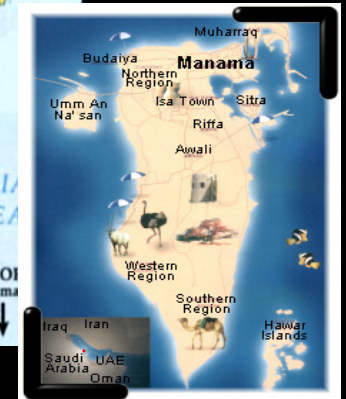 Muharraq
Budaiya
Manama
Northern
Region
Umm An
Na' san
Isa Town
Sitra
Riffa
Awali
Western
Region
Southern
Region
Hawar
Islands
Iraq
Iran
Saudi
Arabia
UAE
Oman